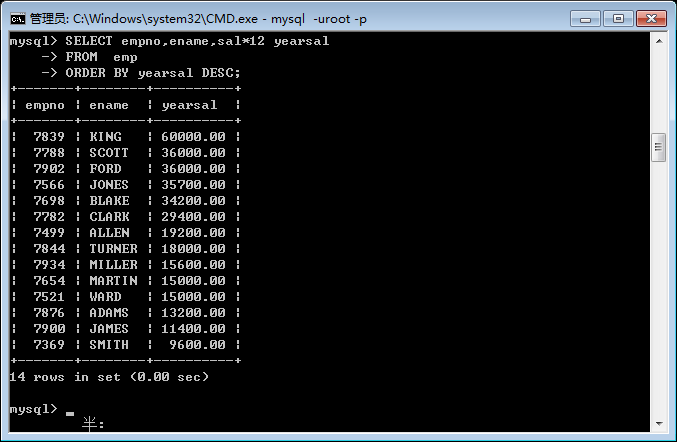 管理员: C:\Windows\system32\CMD.exe - mysql  -uroot -p
mysql> SELECT empno,ename,sal*12 yearsal
    -> FROM  emp
    -> ORDER BY yearsal DESC;
+-------+--------+----------+
| empno | ename  | yearsal  |
+-------+--------+----------+
|  7839 | KING   | 60000.00 |
|  7788 | SCOTT  | 36000.00 |
|  7902 | FORD   | 36000.00 |
|  7566 | JONES  | 35700.00 |
|  7698 | BLAKE  | 34200.00 |
|  7782 | CLARK  | 29400.00 |
|  7499 | ALLEN  | 19200.00 |
|  7844 | TURNER | 18000.00 |
|  7934 | MILLER | 15600.00 |
|  7654 | MARTIN | 15000.00 |
|  7521 | WARD   | 15000.00 |
|  7876 | ADAMS  | 13200.00 |
|  7900 | JAMES  | 11400.00 |
|  7369 | SMITH  |  9600.00 |
+-------+--------+----------+
14 rows in set (0.00 sec)
mysql> _
半: